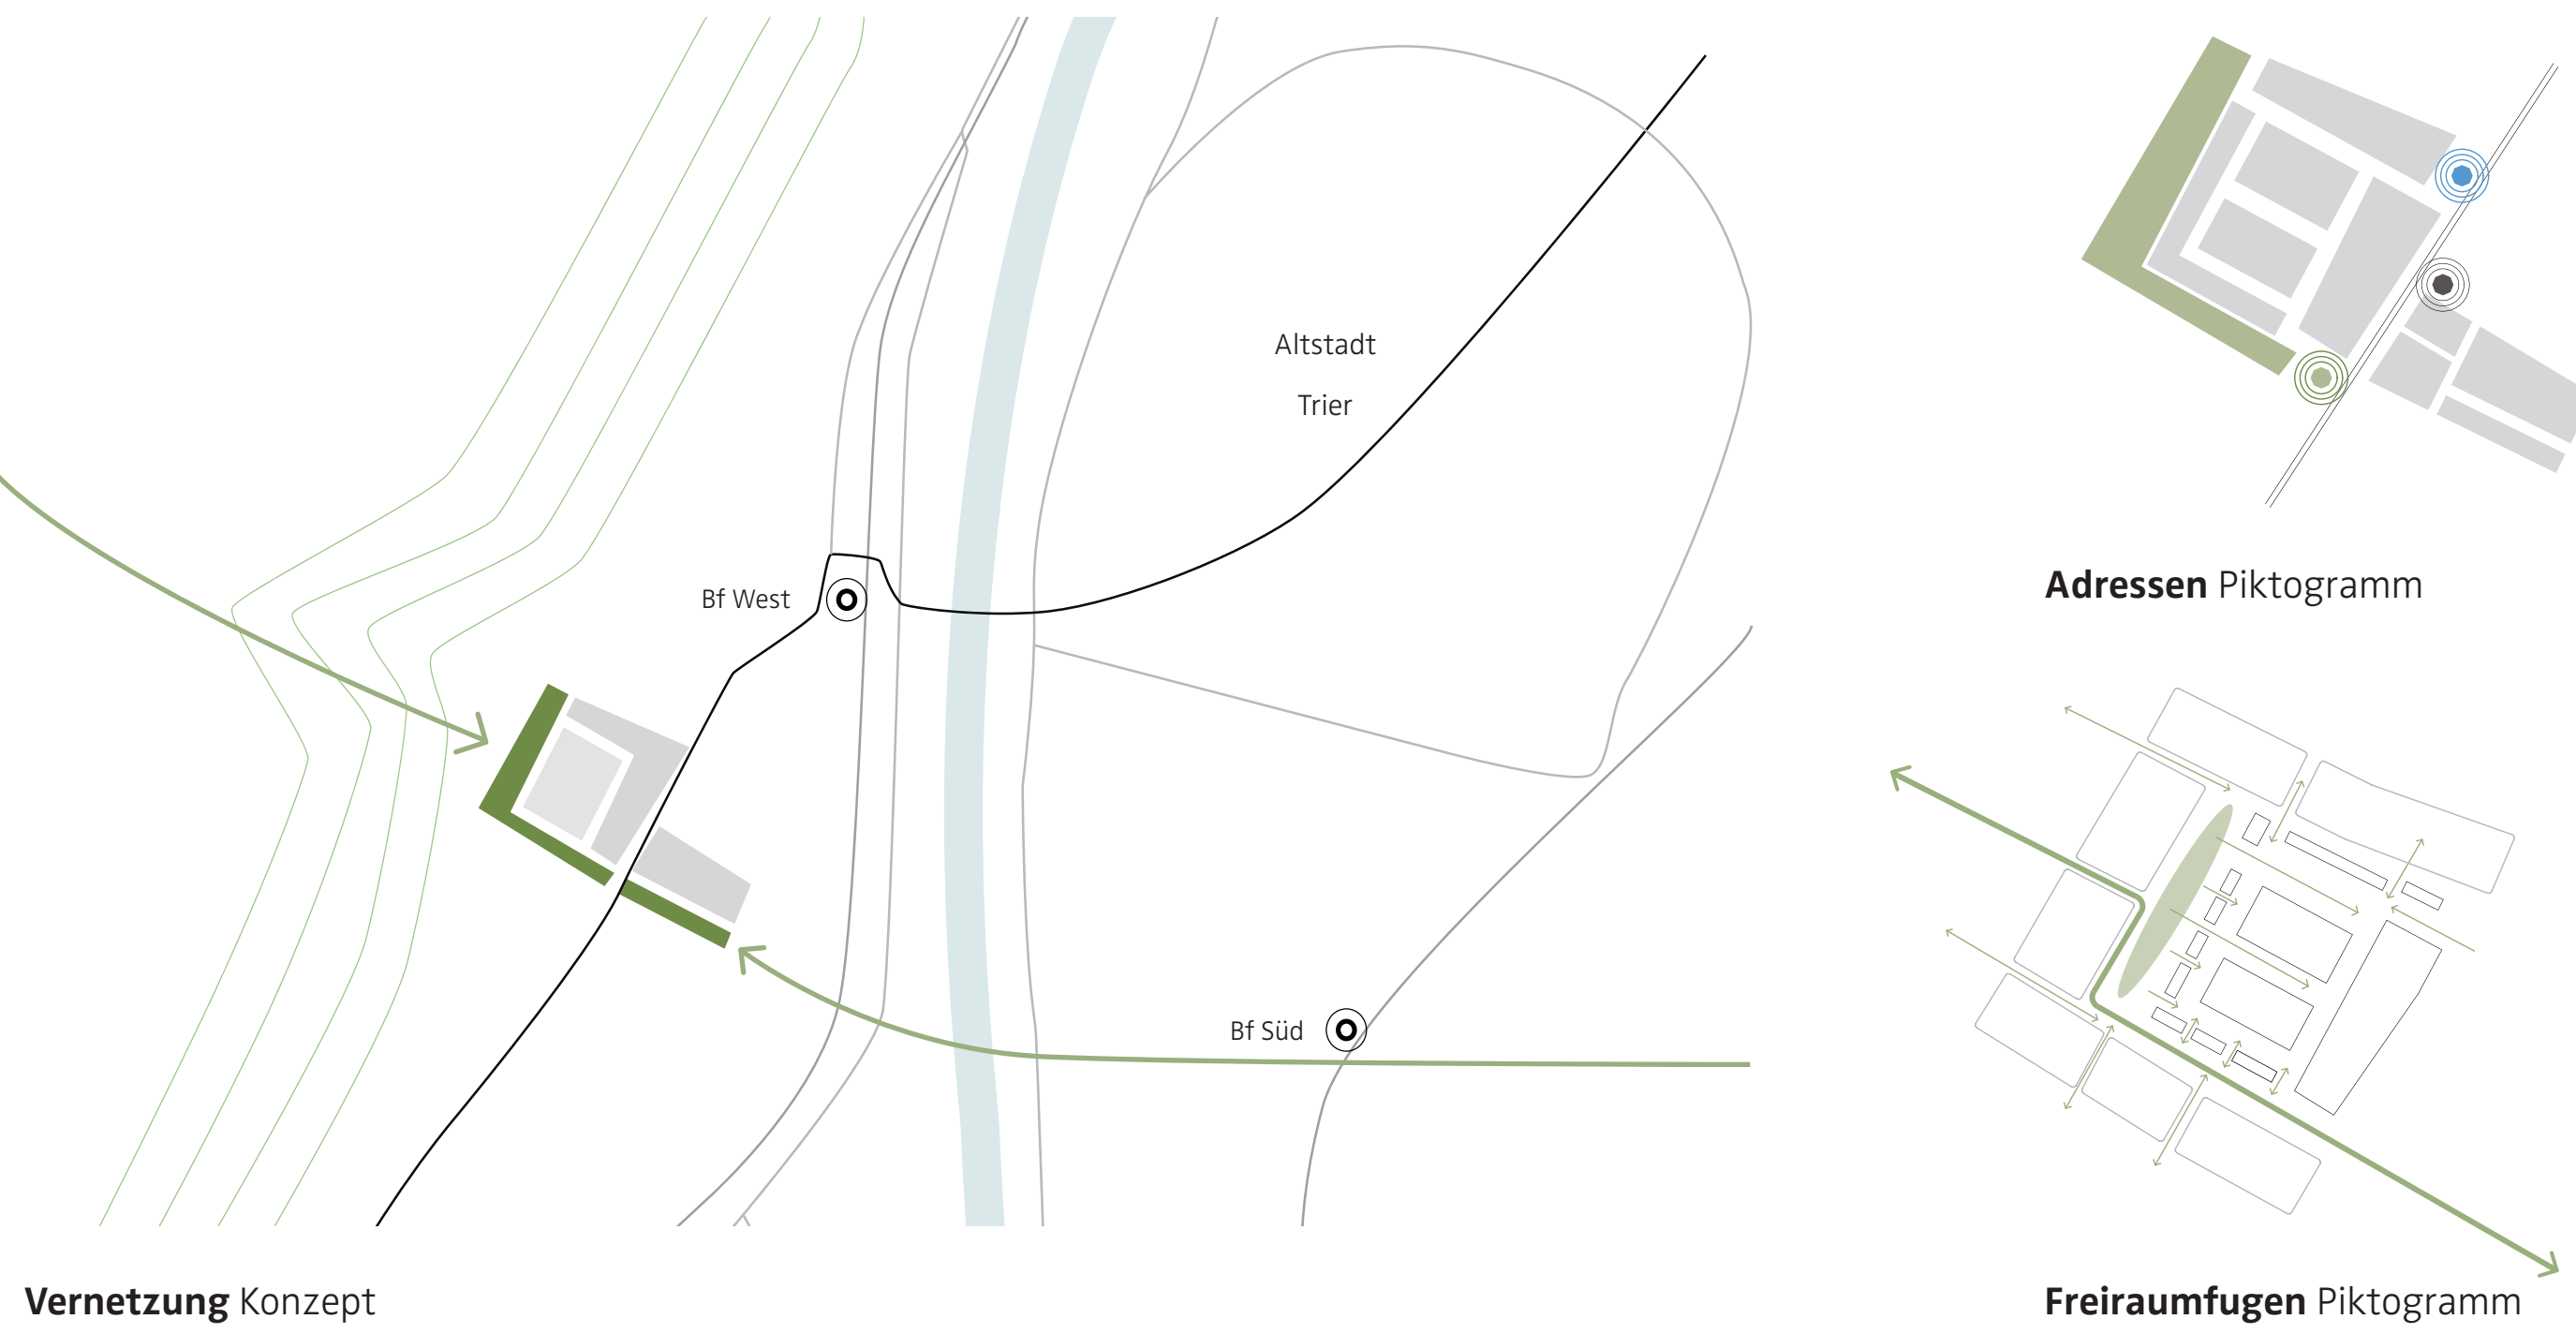 Altstadt
Trier
Bf West
Bf Süd
Vernetzung Konzept
Adressen Piktogramm
Freiraumfugen Piktogramm